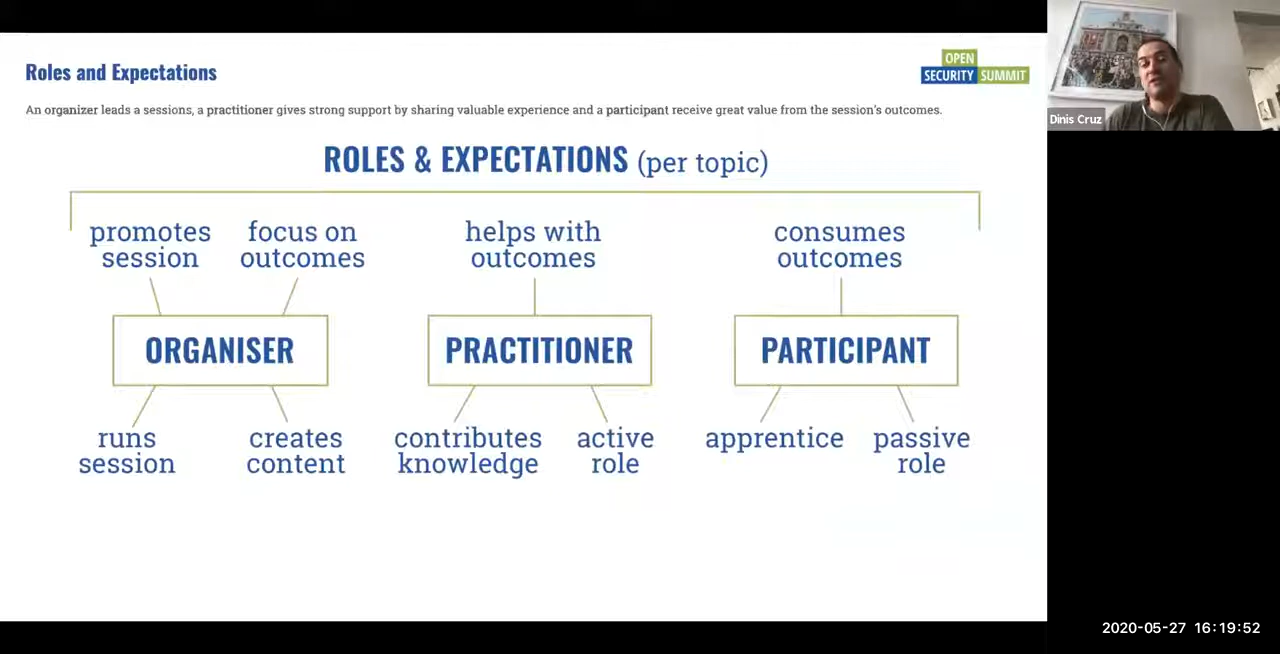 Roles and Expectations
OPEN
SECURITY SUMMIT
An organizer leads a sessions, a practitioner gives strong support by sharing valuable experience and a participant receive great value from the session's outcomes.
Dinis Cruz
ROLES & EXPECTATIONS (per topic)
promotes
session
focus on
outcomes
helps with
outcomes
consumes
outcomes
ORGANISER
PRACTITIONER
PARTICIPANT
runs
session
creates
content
contributes
knowledge
active
role
apprentice
passive
role
2020-05-27 16:19:52